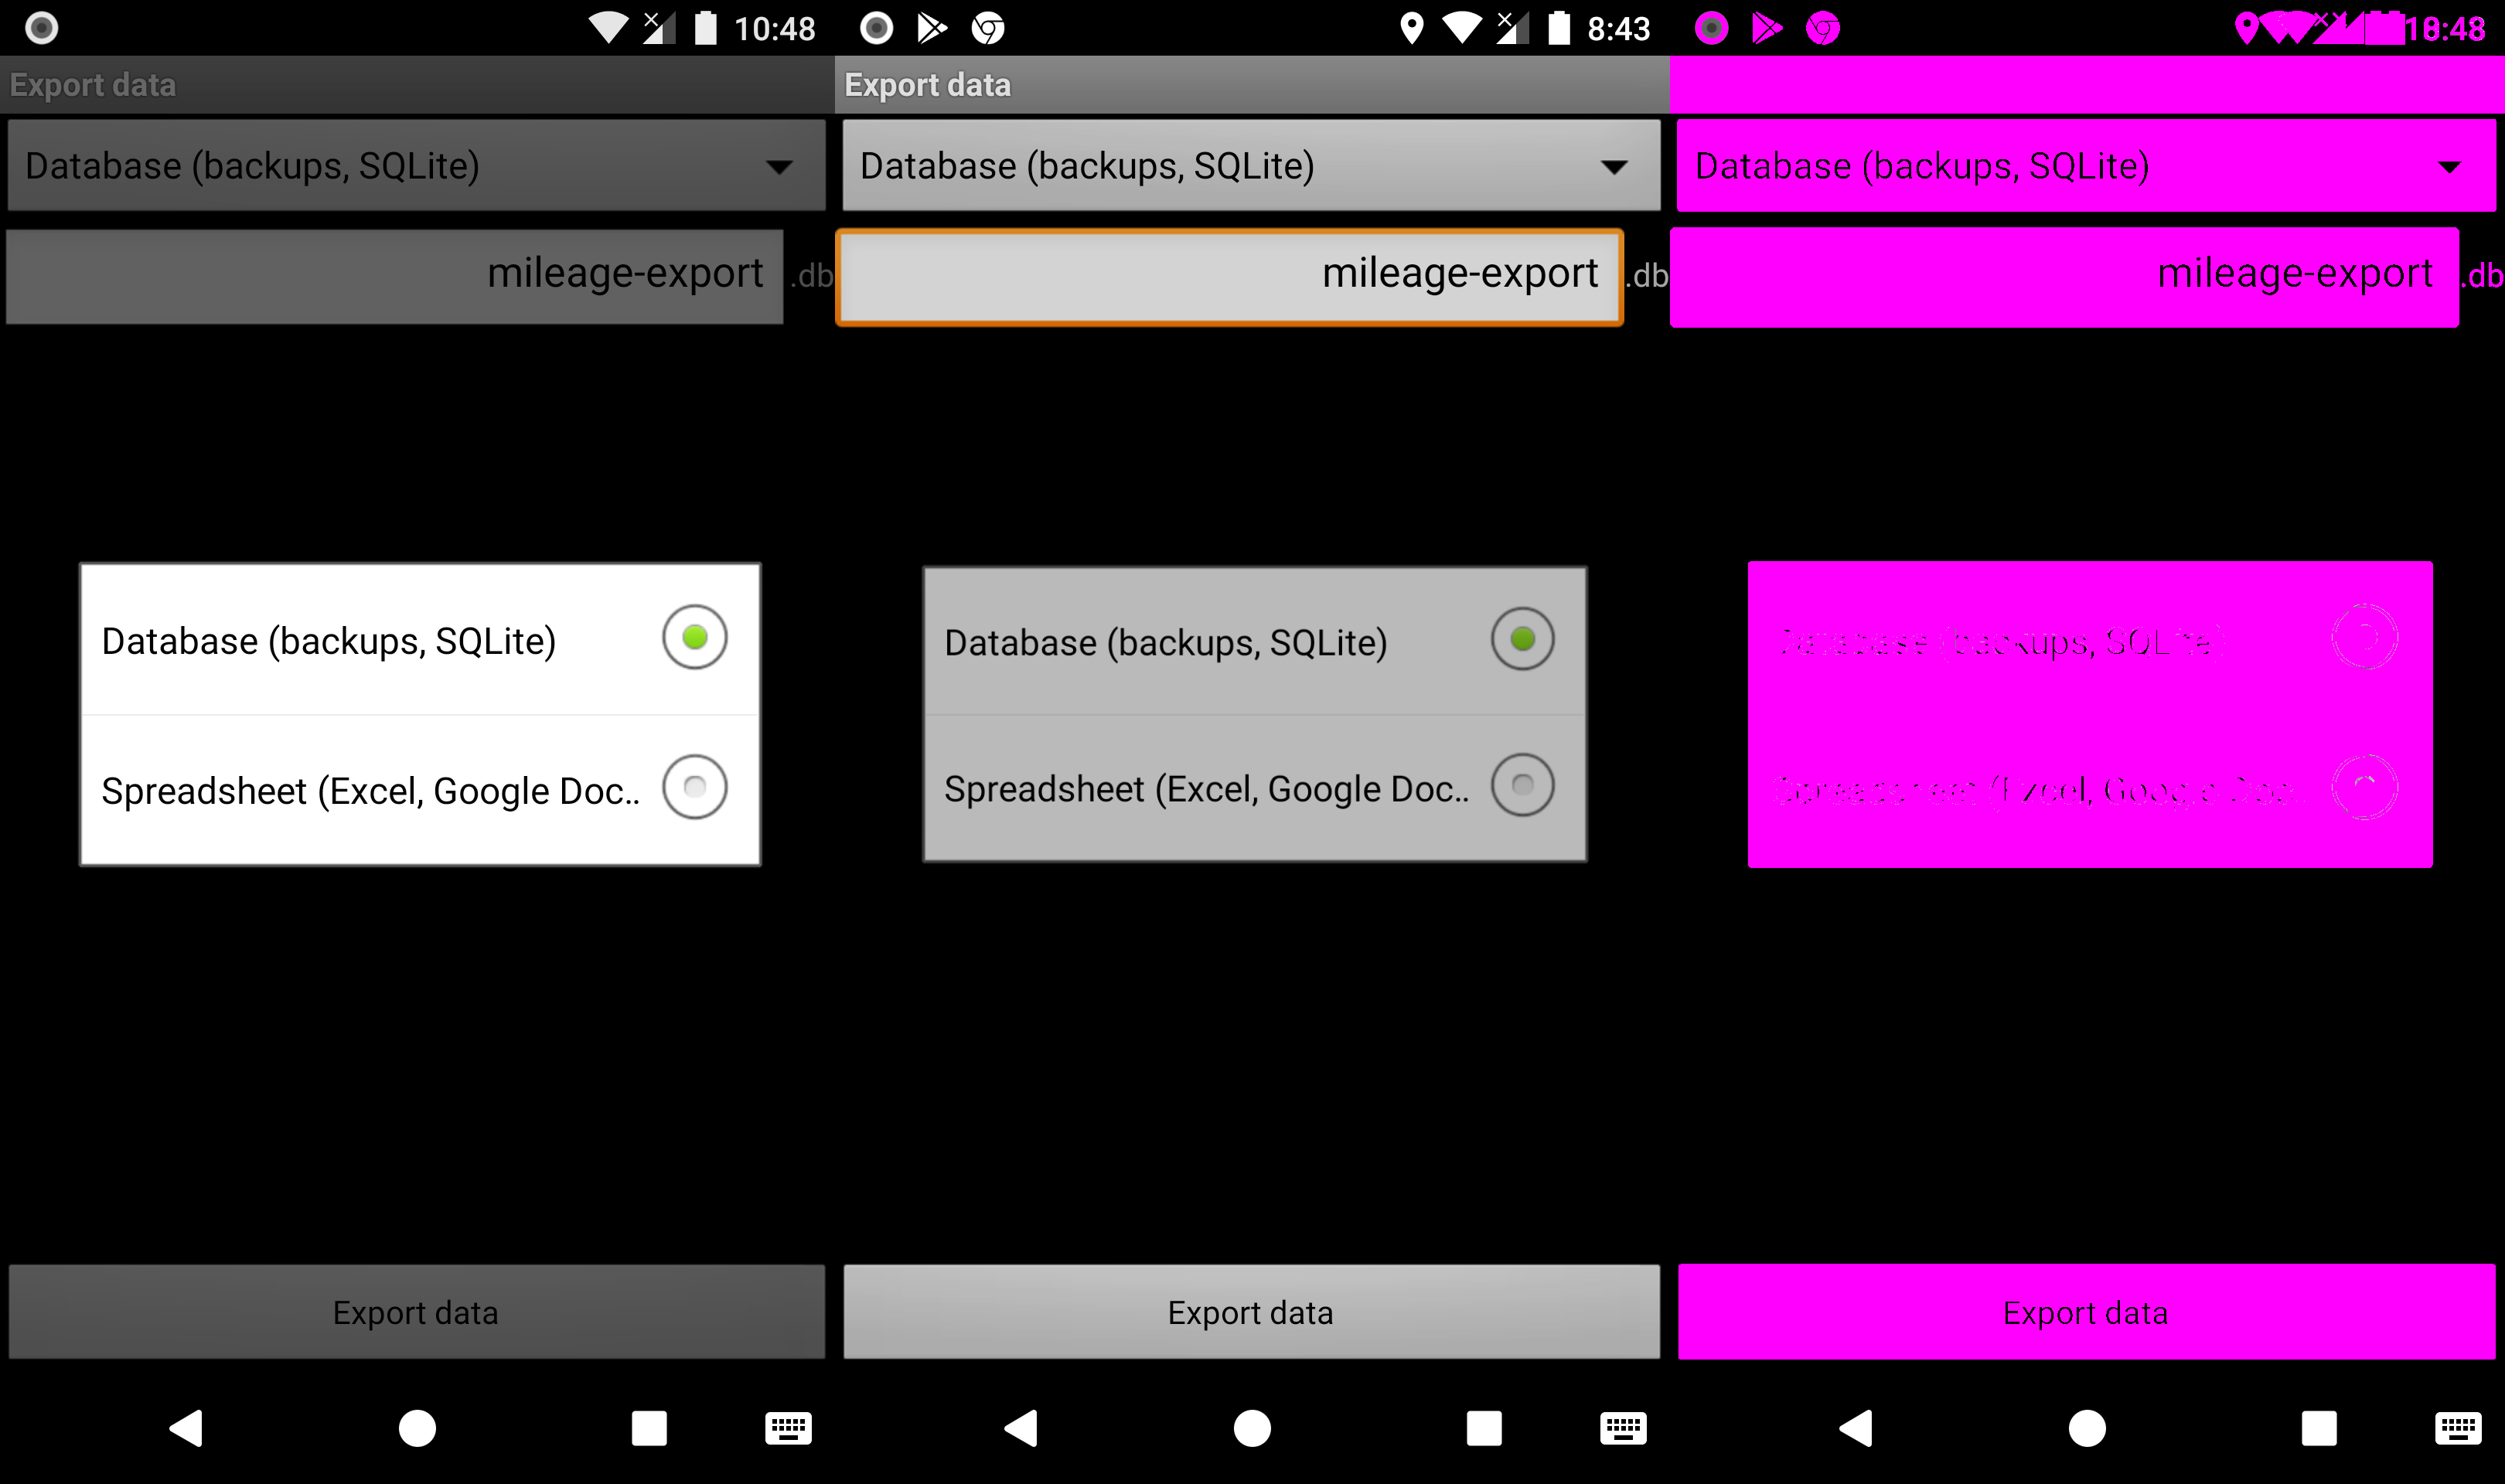 10:48
Export data
Database (backups, SQLite)
mileage-export .db
Database (backups, SQLite)
Spreadsheet (Excel, Google Doc..
Export data
8:43
Export data
Database (backups, SQLite)
mileage-export .db
Database (backups, SQLite)
Spreadsheet (Excel, Google Doc..
Export data
Database (backups, SQLite)
mileage-export .db
Database (backups, SQLite)
Spreadsheet (Excel, Google Doc..
Export data